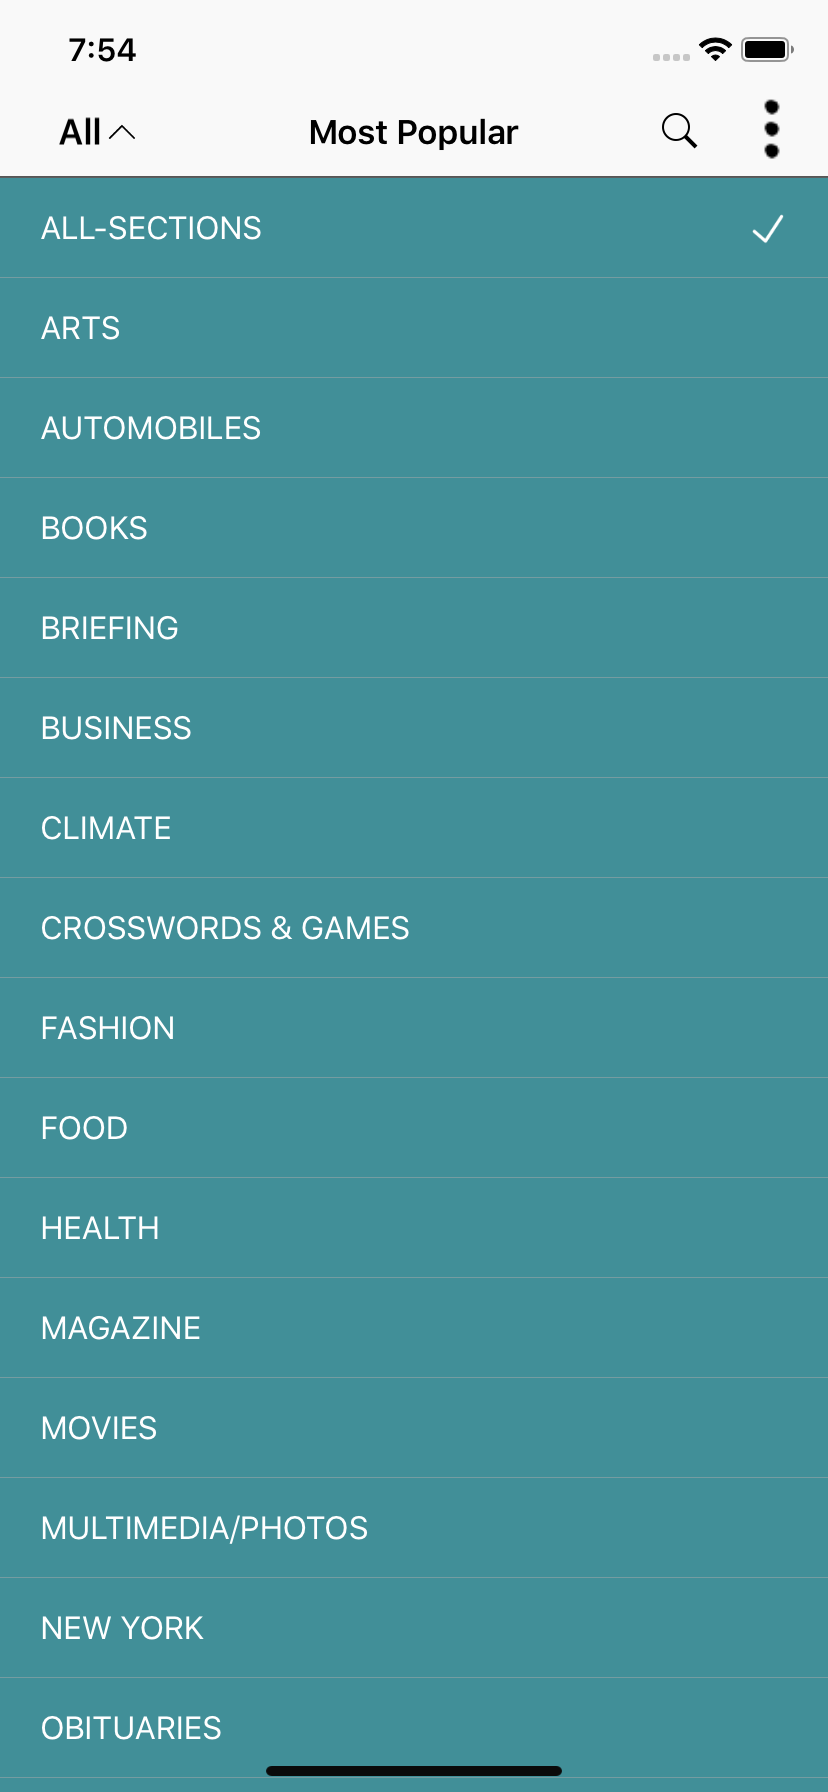 7:54
All Most Popular
ALL-SECTIONS
ARTS
AUTOMOBILES
BOOKS
BRIEFING
BUSINESS
CLIMATE
CROSSWORDS & GAMES
FASHION
FOOD
HEALTH
MAGAZINE
MOVIES
MULTIMEDIA/PHOTOS
NEW YORK
OBITUARIES